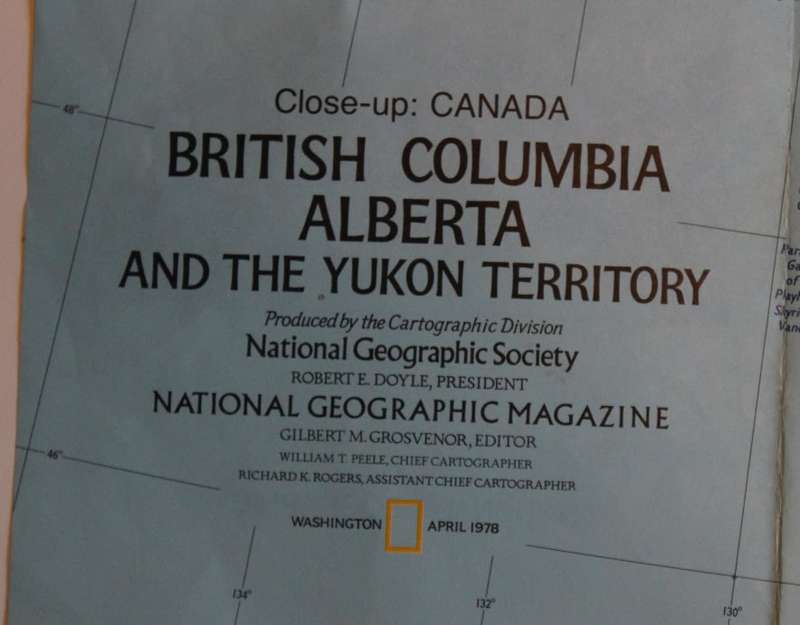 Close-up: CANADA
48°
BRITISH COLUMBIA
ALBERTA
AND THE YUKON TERRITORY
Produced by the Cartographic Division
National Geographic Society
ROBERT E. DOYLE, PRESIDENT
NATIONAL GEOGRAPHIC MAGAZINE
GILBERT M. GROSVENOR, EDITOR
WILLIAM T. PEELE, CHIEF CARTOGRAPHER
RICHARD K. ROGERS, ASSISTANT CHIEF CARTOGRAPHER
46°
WASHINGTON APRIL 1978
134°
132°
130°
of